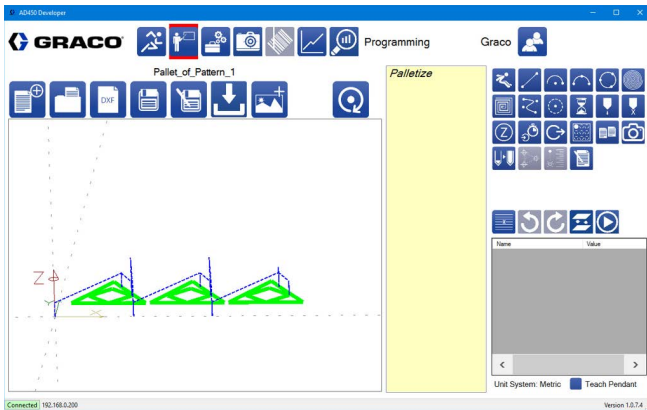 AD450 Developer
GRACO
Programming
Graco
Pallet_of_Pattern_1
Palletize
DXF
Z
Z
X
Name Value
Unit System: Metric Teach Pendant
Connected 192.168.0.200 Version 1.0.7.4